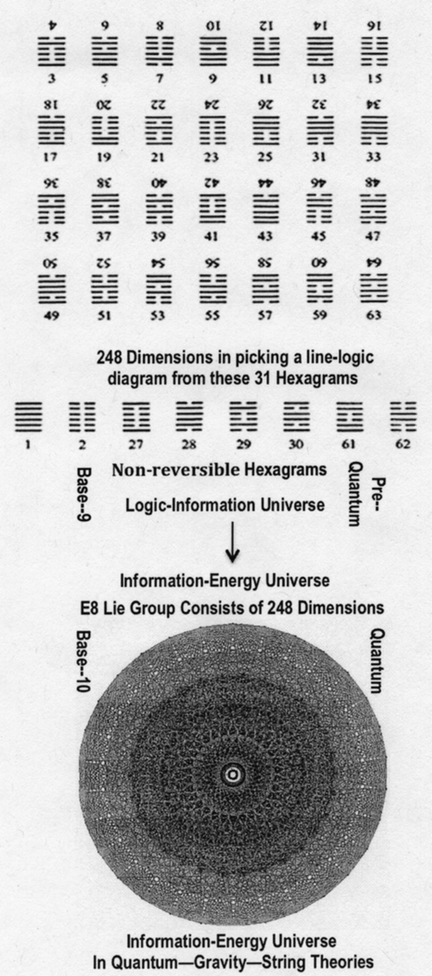 4 6 8 10 12 14 16
3 5 7 9 11 13 15
18 20 22 24 26 32 34
17 19 21 23 25 31 33
36 38 40 42 44 46 48
35 37 39 41 43 45 47
50 52 54 56 58 60 64
49 51 53 55 57 59 63
248 Dimensions in picking a line-logic
diagram from these 31 Hexagrams
1 2 27 28 29 30 61 62
Non-reversible Hexagrams
Base--9
Pre--
Quantum
Logic-Information Universe
Information-Energy Universe
E8 Lie Group Consists of 248 Dimensions
Base--10
Quantum
Information-Energy Universe
In Quantum—Gravity—String Theories